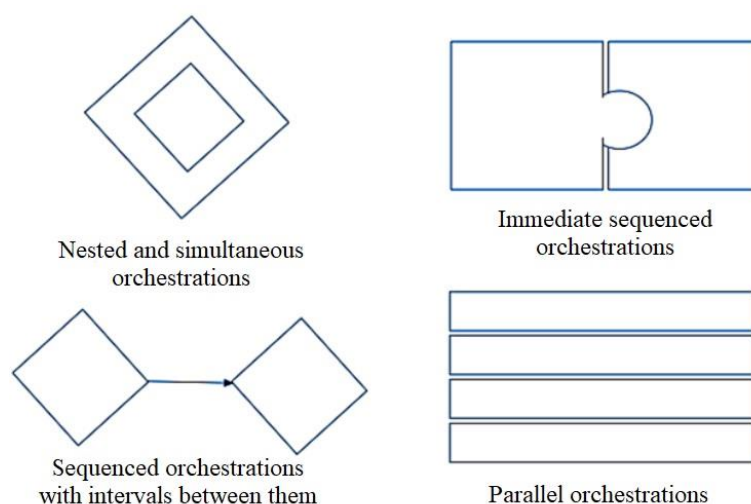 Nested and simultaneous
orchestrations
Immediate sequenced
orchestrations
Sequenced orchestrations
with intervals between them
Parallel orchestrations